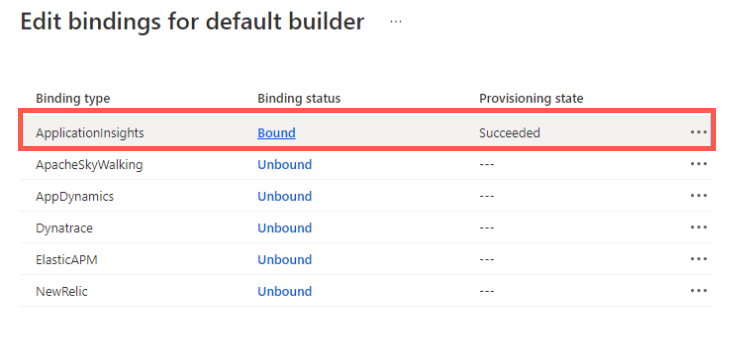 Edit bindings for default builder ...
Binding type Binding status Provisioning state
ApplicationInsights Bound Succeeded ...
ApacheSkyWalking Unbound --- ...
AppDynamics Unbound --- ...
Dynatrace Unbound --- ...
ElasticAPM Unbound --- ...
NewRelic Unbound --- ...